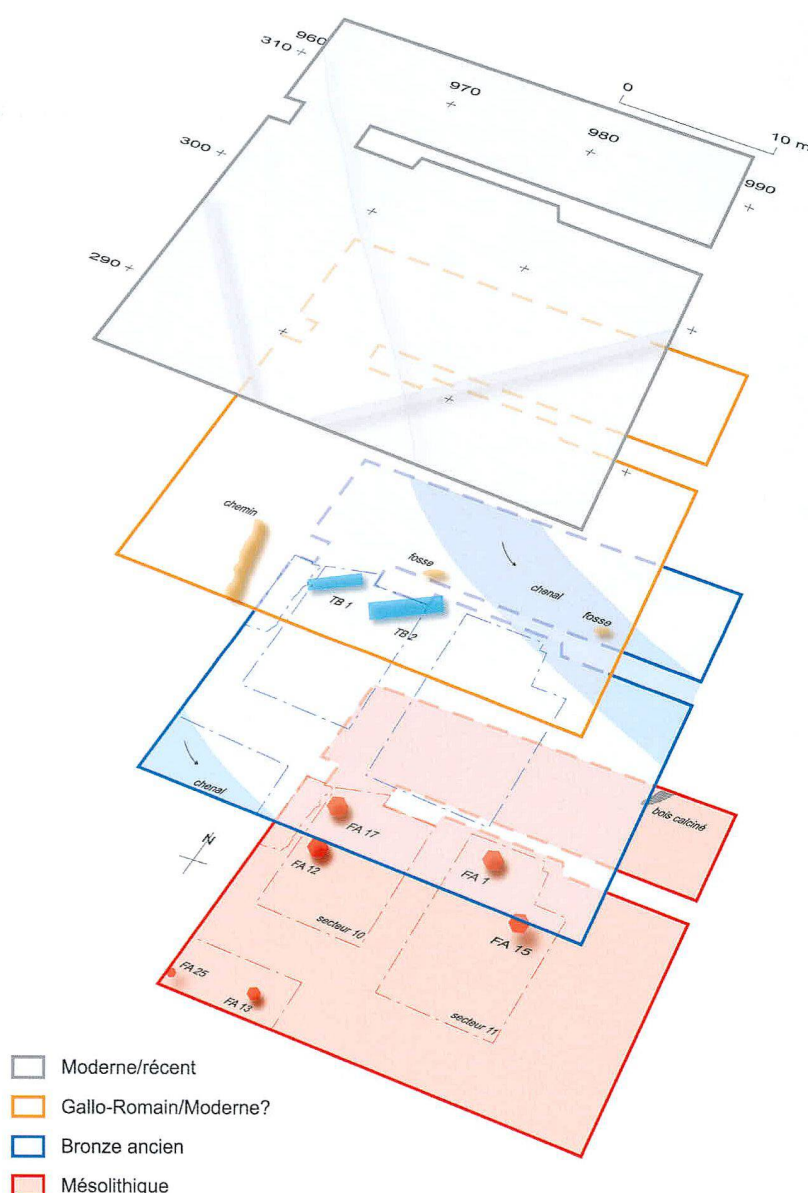 960
310
970
0
980
10 m
300
990
290
chemin
fosse
chenal
fosse
TB 1
TB 2
chenal
bois calciné
N
FA 17
FA 12
FA 1
secteur 10
FA 15
FA 25
FA 13
secteur 11
Moderne/récent
Gallo-Romain/Moderne?
Bronze ancien
Mésolithique